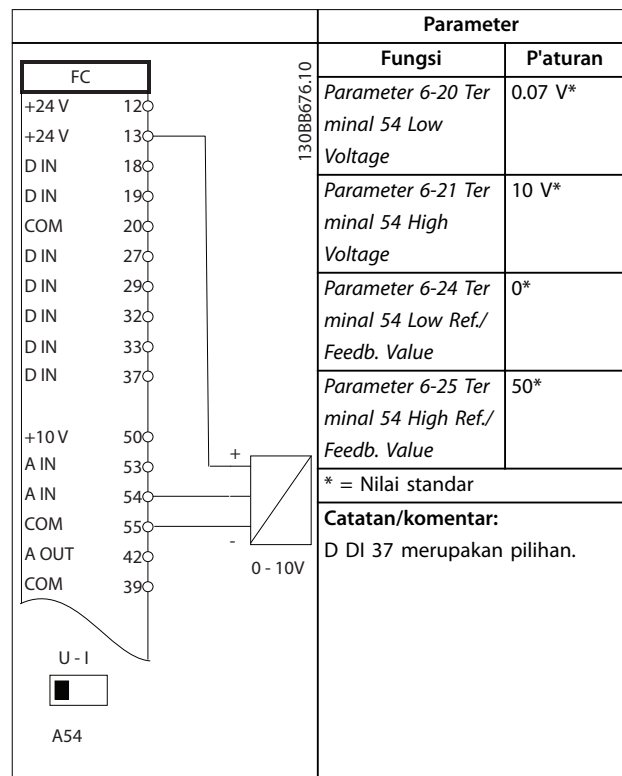 FC
+24 V 12
+24 V 13
D IN 18
D IN 19
COM 20
D IN 27
D IN 29
D IN 32
D IN 33
D IN 37
+10 V 50
A IN 53
A IN 54
COM 55
A OUT 42
COM 39
+
-
0 - 10V
U - I
A54
130BB676.10
Parameter
Fungsi P'aturan
Parameter 6-20 Ter 0.07 V*
minal 54 Low
Voltage
Parameter 6-21 Ter 10 V*
minal 54 High
Voltage
Parameter 6-24 Ter 0*
minal 54 Low Ref./
Feedb. Value
Parameter 6-25 Ter 50*
minal 54 High Ref./
Feedb. Value
* = Nilai standar
Catatan/komentar:
D DI 37 merupakan pilihan.